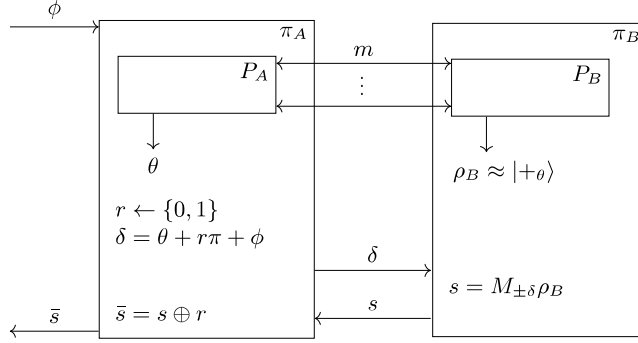 ϕ
π_A
π_B
P_A
m
P_B
⋮
θ
ρ_B ≈ |+_θ⟩
r ← {0, 1}
δ = θ + rπ + ϕ
δ
s = M_{±δ}ρ_B
s̄
s̄ = s ⊕ r
s